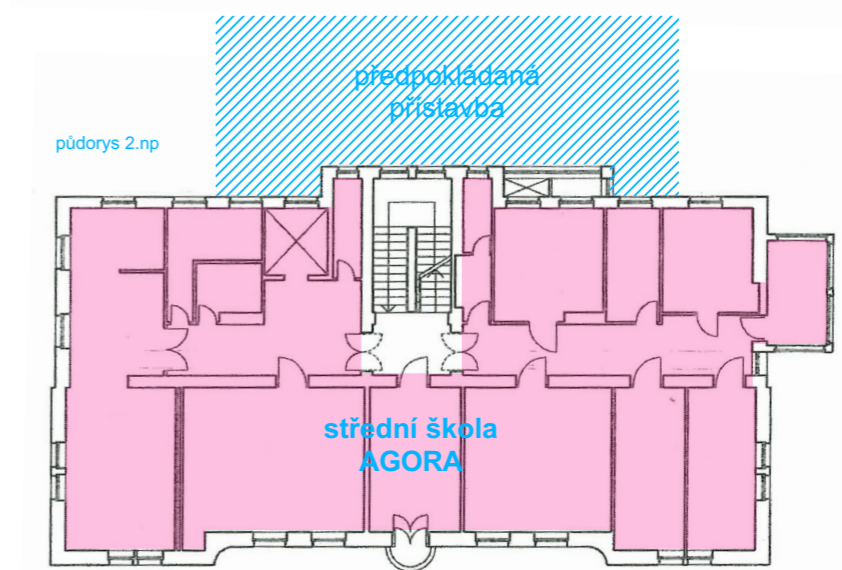 předpokládaná
přístavba
půdorys 2.np
střední škola
AGORA